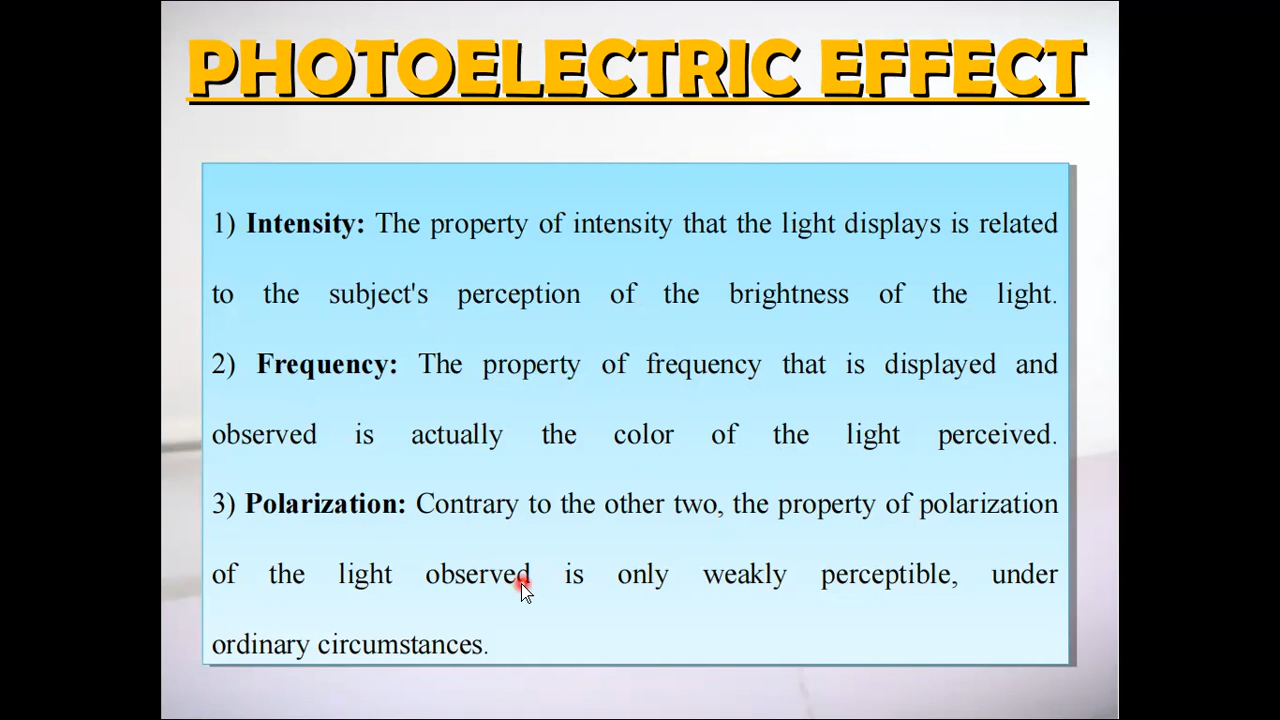 PHOTOELECTRIC EFFECT
1) Intensity: The property of intensity that the light displays is related
to the subject's perception of the brightness of the light.
2) Frequency: The property of frequency that is displayed and
observed is actually the color of the light perceived.
3) Polarization: Contrary to the other two, the property of polarization
of the light observed is only weakly perceptible, under
ordinary circumstances.